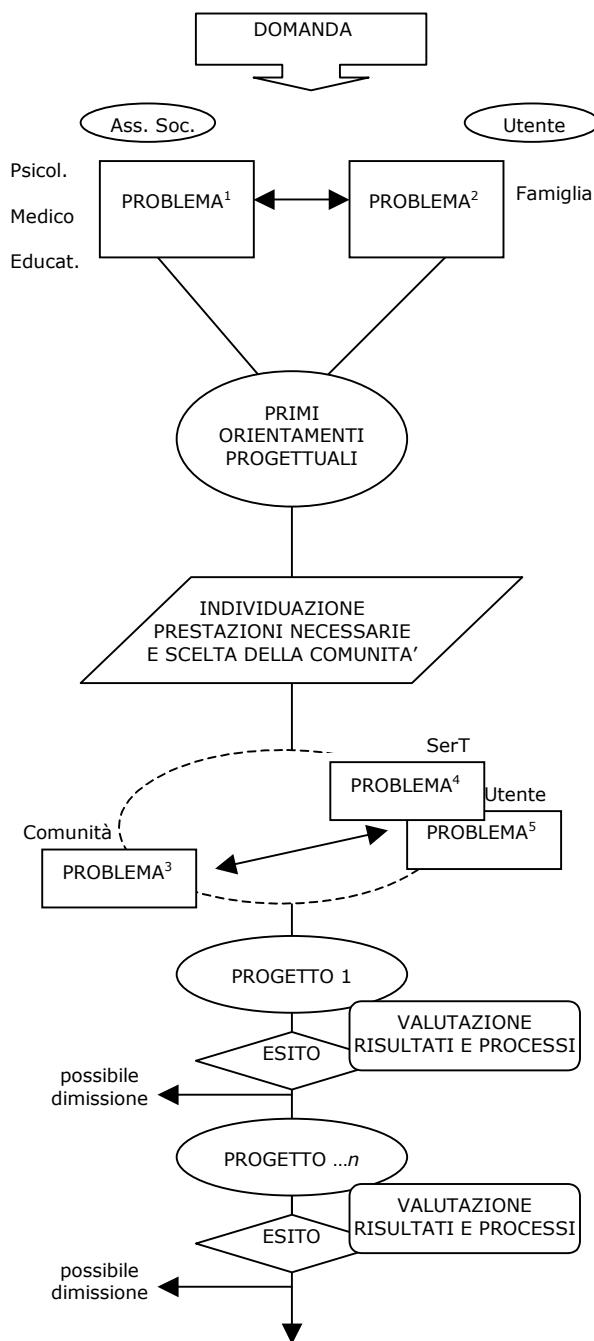 DOMANDA
Ass. Soc.
Utente
Psicol.
Medico
Educat.
PROBLEMA¹
PROBLEMA²
Famiglia
PRIMI
ORIENTAMENTI
PROGETTUALI
INDIVIDUAZIONE
PRESTAZIONI NECESSARIE
E SCELTA DELLA COMUNITA’
SerT
PROBLEMA⁴
Utente
PROBLEMA⁵
Comunità
PROBLEMA³
PROGETTO 1
VALUTAZIONE
RISULTATI E PROCESSI
ESITO
possibile
dimissione
PROGETTO ...n
VALUTAZIONE
RISULTATI E PROCESSI
ESITO
possibile
dimissione